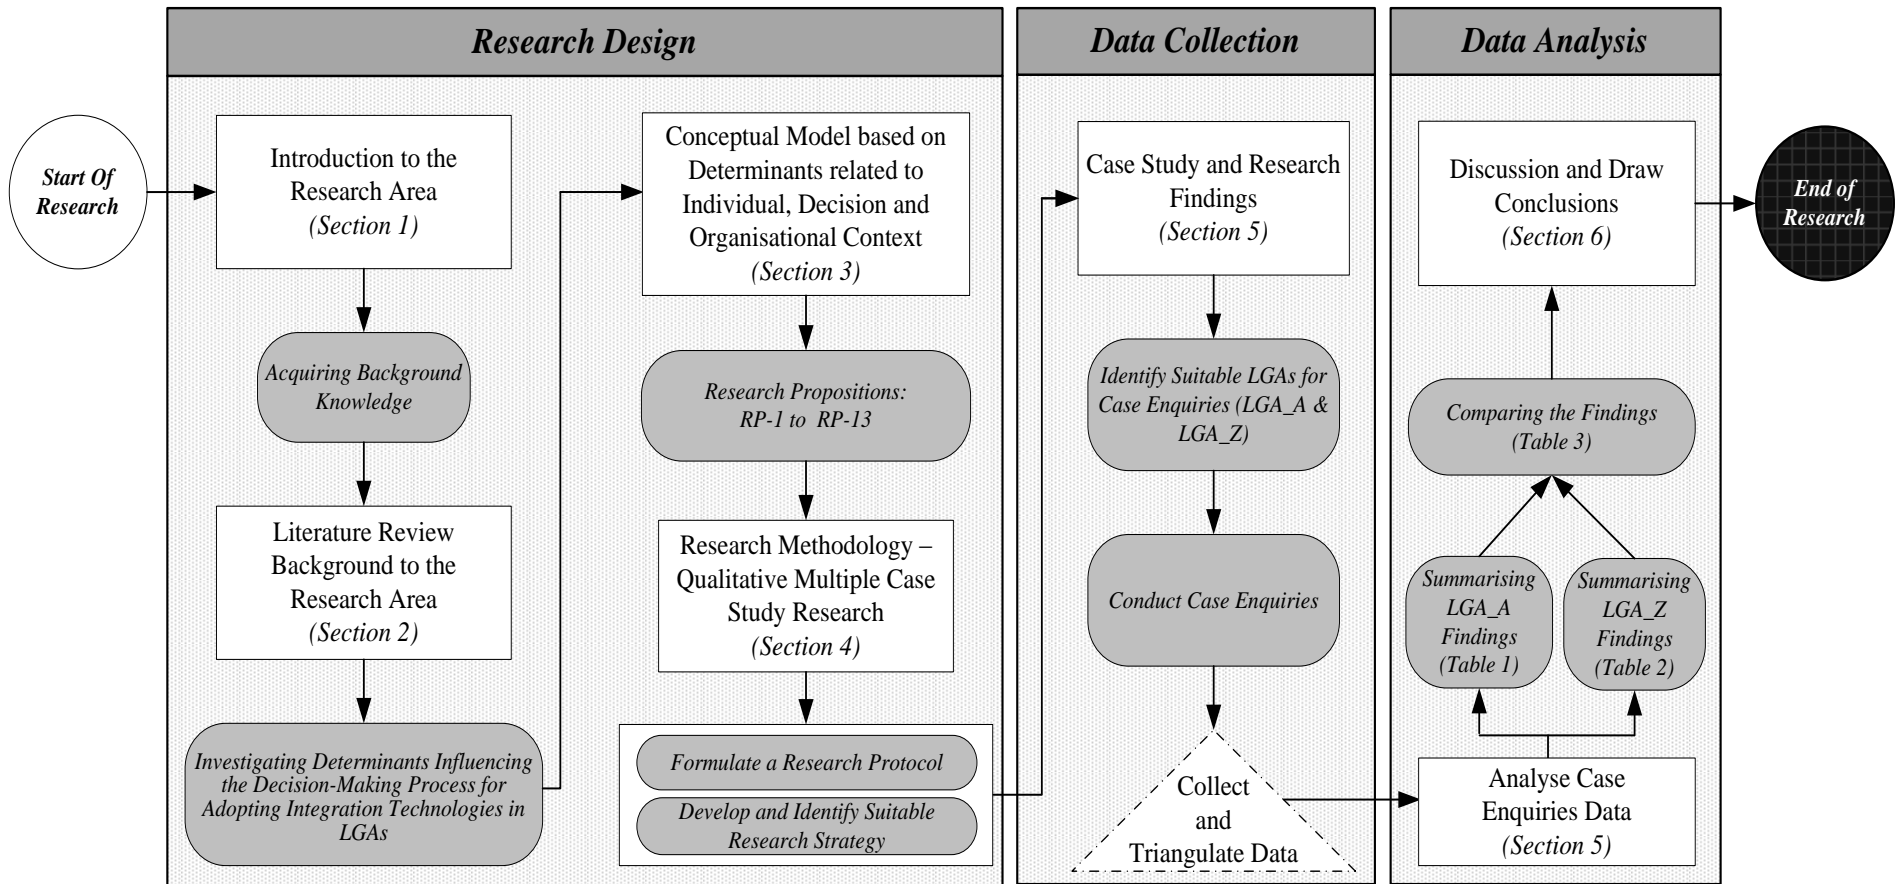 Research Design
Data Collection
Data Analysis
Start Of
Research
Introduction to the
Research Area
(Section 1)
Acquiring Background
Knowledge
Literature Review
Background to the
Research Area
(Section 2)
Investigating Determinants Influencing
the Decision-Making Process for
Adopting Integration Technologies in
LGAs
Conceptual Model based on
Determinants related to
Individual, Decision and
Organisational Context
(Section 3)
Research Propositions:
RP-1 to RP-13
Research Methodology –
Qualitative Multiple Case
Study Research
(Section 4)
Formulate a Research Protocol
Develop and Identify Suitable
Research Strategy
Case Study and Research
Findings
(Section 5)
Identify Suitable LGAs for
Case Enquiries (LGA_A &
LGA_Z)
Conduct Case Enquiries
Collect
and
Triangulate Data
Analyse Case
Enquiries Data
(Section 5)
Summarising
LGA_A
Findings
(Table 1)
Summarising
LGA_Z
Findings
(Table 2)
Comparing the Findings
(Table 3)
Discussion and Draw
Conclusions
(Section 6)
End of
Research